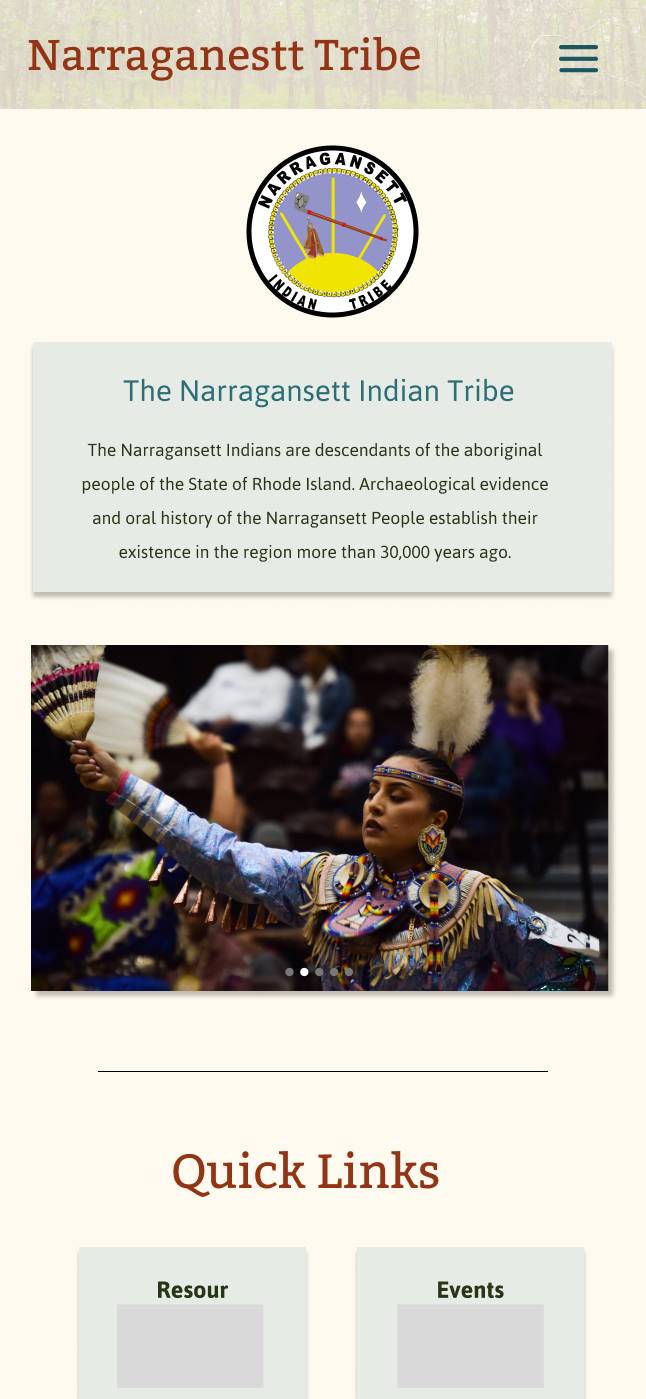 Narraganestt Tribe
NARRAGANSETT
INDIAN TRIBE
The Narragansett Indian Tribe
The Narragansett Indians are descendants of the aboriginal
people of the State of Rhode Island. Archaeological evidence
and oral history of the Narragansett People establish their
existence in the region more than 30,000 years ago.
2
Quick Links
Resour
Events